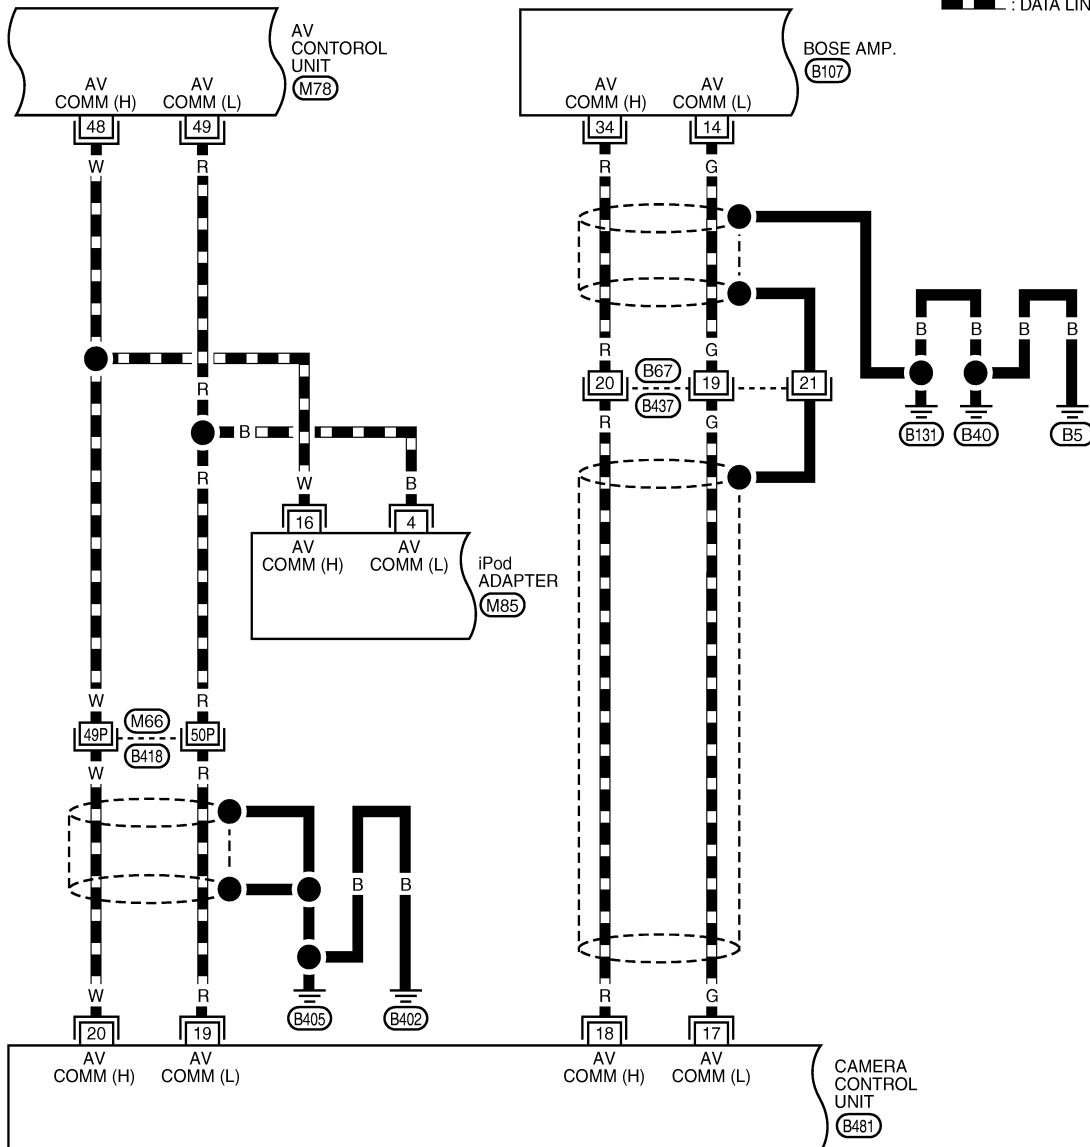 : DATA LIN
AV
CONTOROL
UNIT
M78
BOSE AMP.
B107
AV
COMM (H)
AV
COMM (L)
AV
COMM (H)
AV
COMM (L)
48
49
34
14
W
R
R
G
R
G
B
B
B
B
R
20
B67
B437
19
21
R
G
B131
B40
B5
B
R
W
B
16
4
AV
COMM (H)
AV
COMM (L)
iPod
ADAPTER
M85
W
R
49P
M66
B418
50P
W
R
B
B
W
R
B405
B402
R
G
20
19
18
17
AV
COMM (H)
AV
COMM (L)
AV
COMM (H)
AV
COMM (L)
CAMERA
CONTROL
UNIT
B481